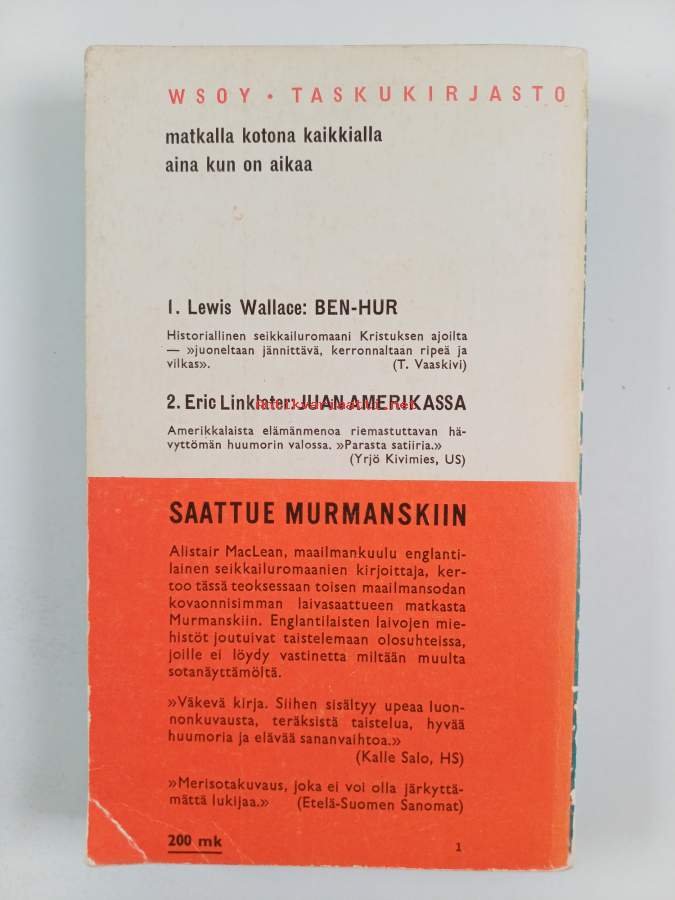 WSOY • TASKUKIRJASTO
matkalla kotona kaikkialla
aina kun on aikaa
1. Lewis Wallace: BEN-HUR
Historiallinen seikkailuromaani Kristuksen ajoilta
— »juoneltaan jännittävä, kerronnaltaan ripeä ja
vilkas». (T. Vaaskivi)
2. Eric Linklater: JUAN AMERIKASSA
Antikvariaatti.net
Amerikkalaista elämänmenoa riemastuttavan hä-
vyttömän huumorin valossa. »Parasta satiiria.»
(Yrjö Kivimies, US)
SAATTUE MURMANSKIIN
Alistair MacLean, maailmankuulu englanti-
lainen seikkailuromaanien kirjoittaja, ker-
too tässä teoksessaan toisen maailmansodan
kovaonnisimman laivasaattueen matkasta
Murmanskiin. Englantilaisten laivojen mie-
histöt joutuivat taistelemaan olosuhteissa,
joille ei löydy vastinetta miltään muulta
sotanäyttämöltä.
»Väkevä kirja. Siihen sisältyy upeaa luon-
nonkuvausta, teräksistä taistelua, hyvää
huumoria ja elävää sananvaihtoa.»
(Kalle Salo, HS)
»Merisotakuvaus, joka ei voi olla järkyttä-
mättä lukijaa.» (Etelä-Suomen Sanomat)
200 mk 1